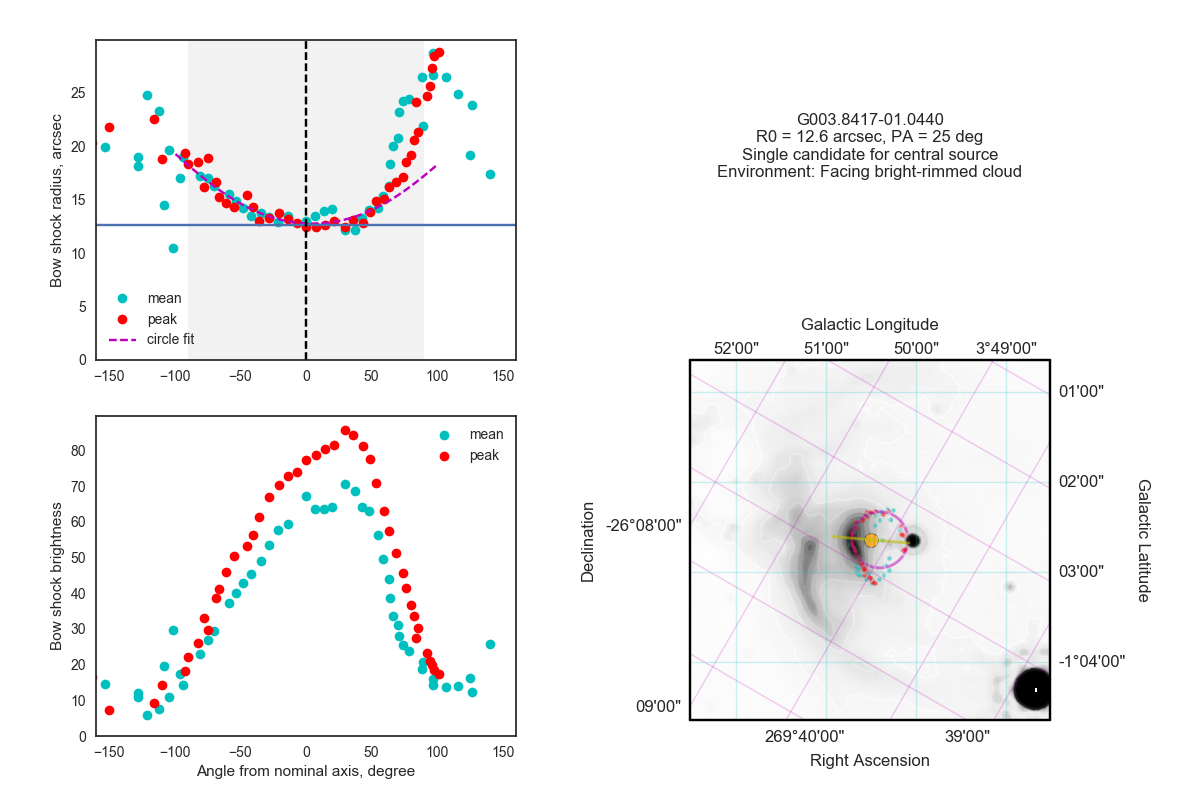 Bow shock radius, arcsec
25
20
15
10
5
0
mean
peak
circle fit
−150
−100
−50
0
50
100
150
G003.8417-01.0440
R0 = 12.6 arcsec, PA = 25 deg
Single candidate for central source
Environment: Facing bright-rimmed cloud
Bow shock brightness
80
70
60
50
40
30
20
10
0
mean
peak
−150
−100
−50
0
50
100
150
Angle from nominal axis, degree
Galactic Longitude
52'00"
51'00"
50'00"
3°49'00"
01'00"
02'00"
03'00"
-1°04'00"
Galactic Latitude
Declination
-26°08'00"
09'00"
269°40'00"
39'00"
Right Ascension